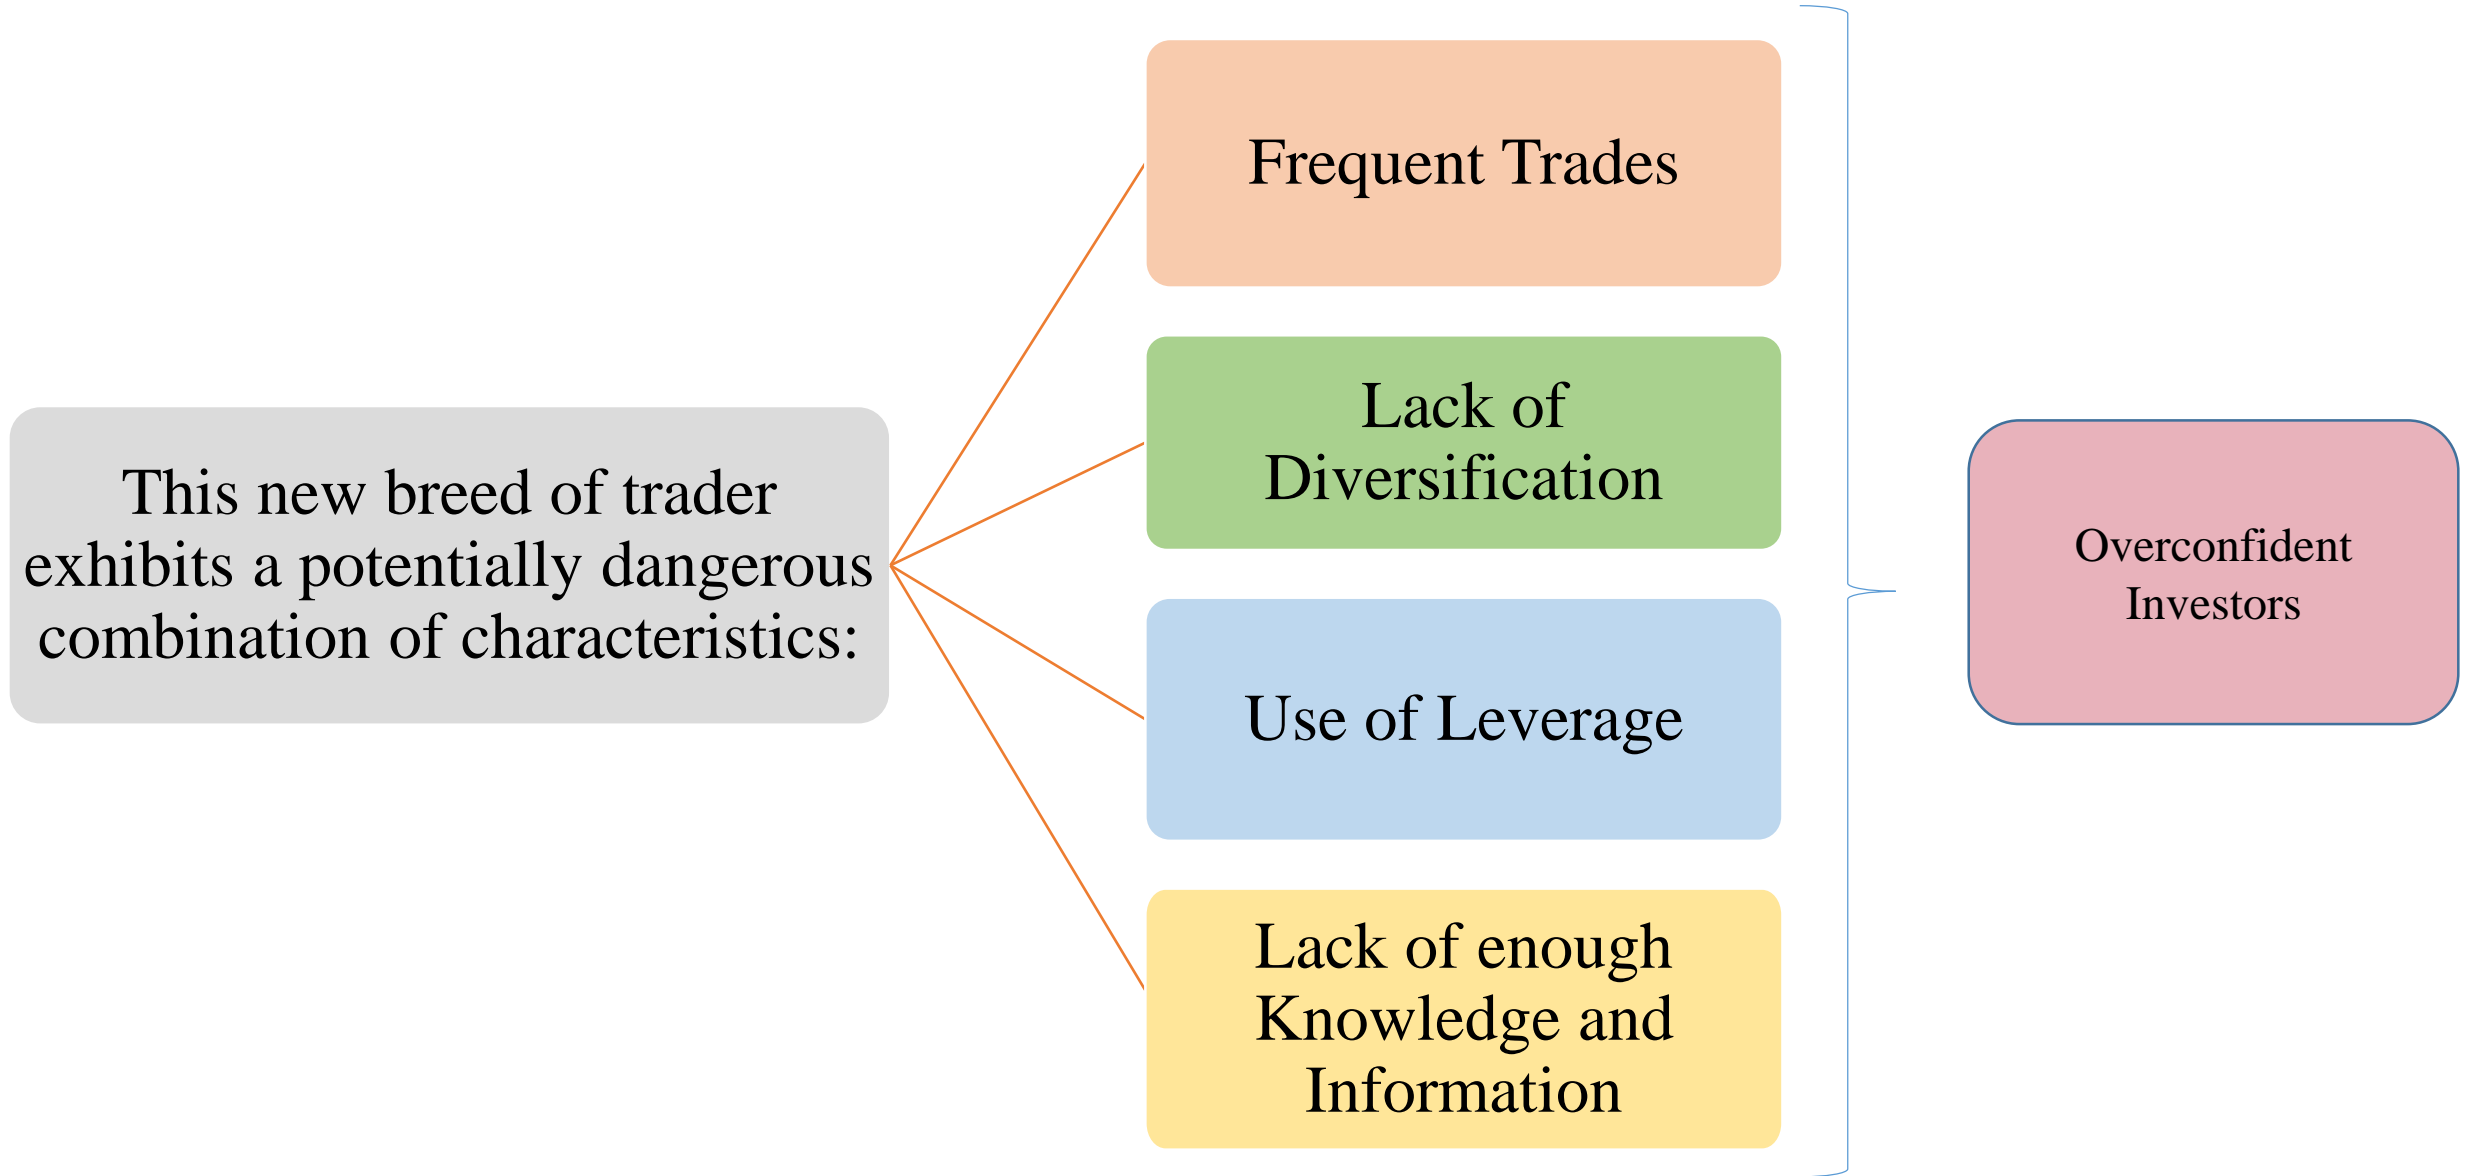 This new breed of trader
exhibits a potentially dangerous
combination of characteristics:
Frequent Trades
Lack of
Diversification
Use of Leverage
Lack of enough
Knowledge and
Information
Overconfident
Investors